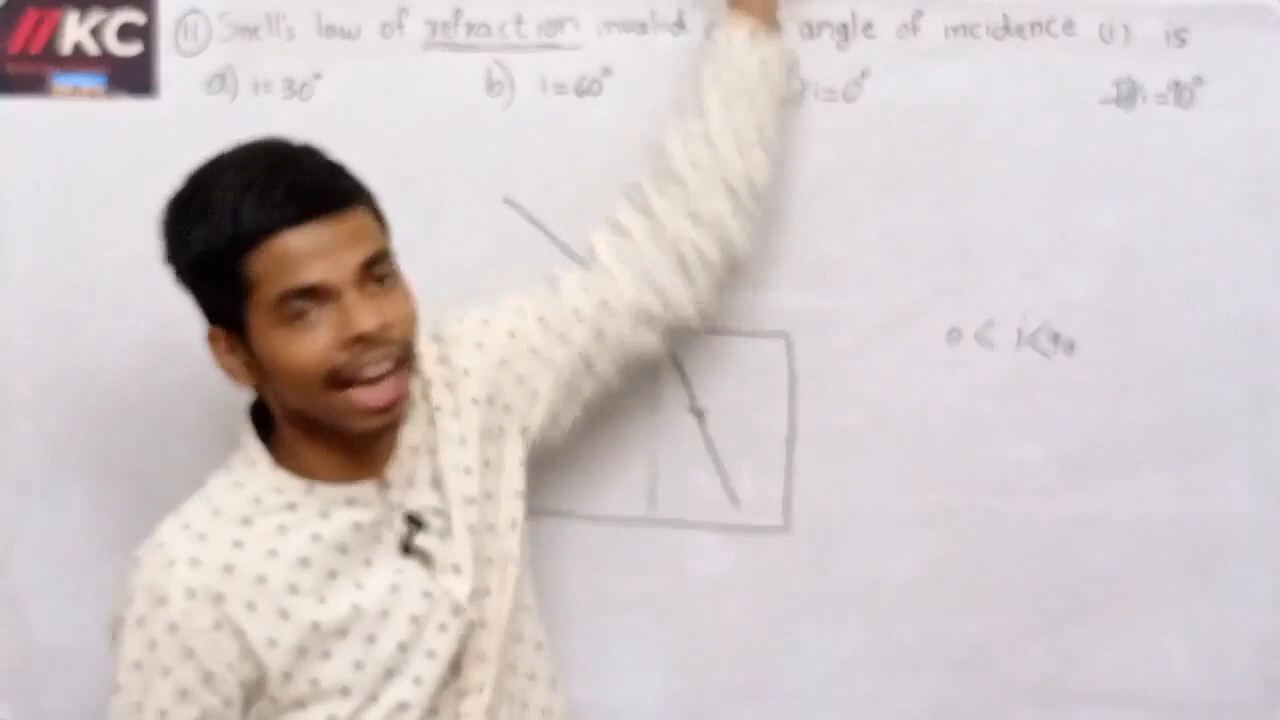 KC
(11) Snell's law of refraction invalid angle of incidence (i) is
a) i=30° b) i=60° i=0° i=90°
0 < i<90